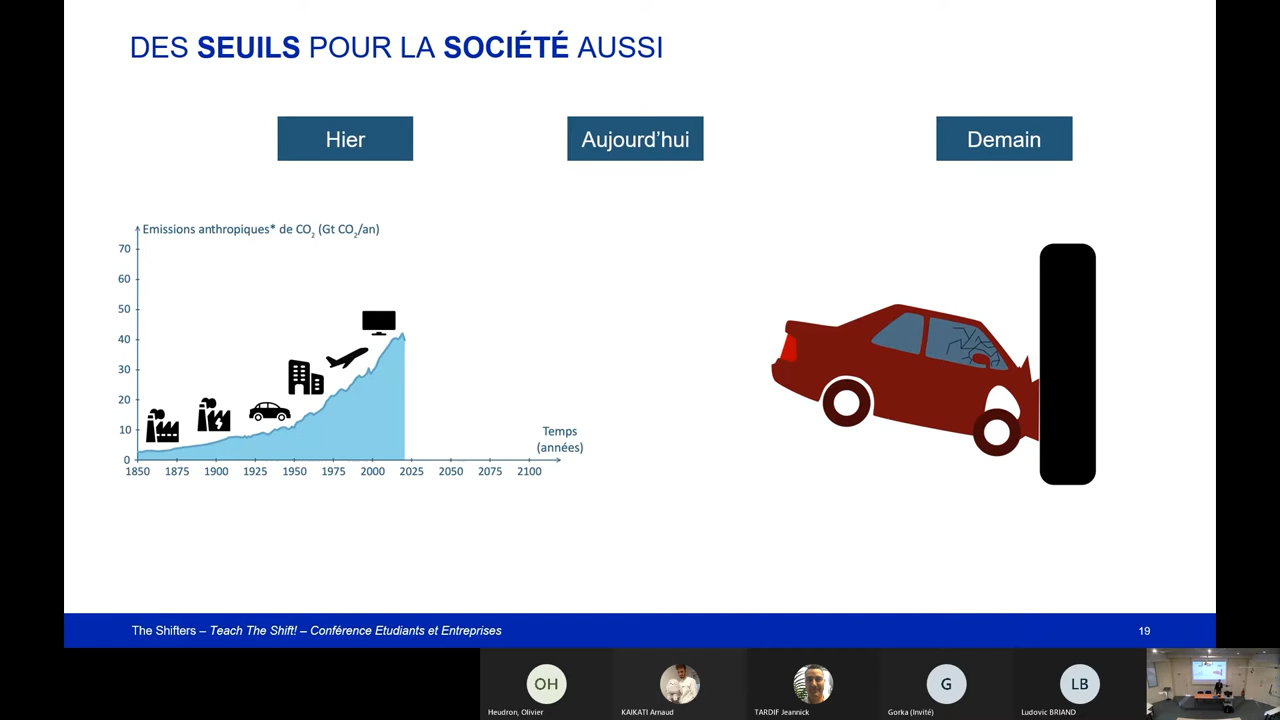 DES SEUILS POUR LA SOCIÉTÉ AUSSI
Hier
Aujourd'hui
Demain
Emissions anthropiques* de CO2 (Gt CO2/an)
70
60
50
40
30
20
10
0
1850 1875 1900 1925 1950 1975 2000 2025 2050 2075 2100
Temps
(années)
The Shifters – Teach The Shift! – Conférence Etudiants et Entreprises
19
OH
G
LB
Heudron, Olivier
KAIKATI Arnaud
TARDIF Jeannick
Gorka (Invité)
Ludovic BRIAND